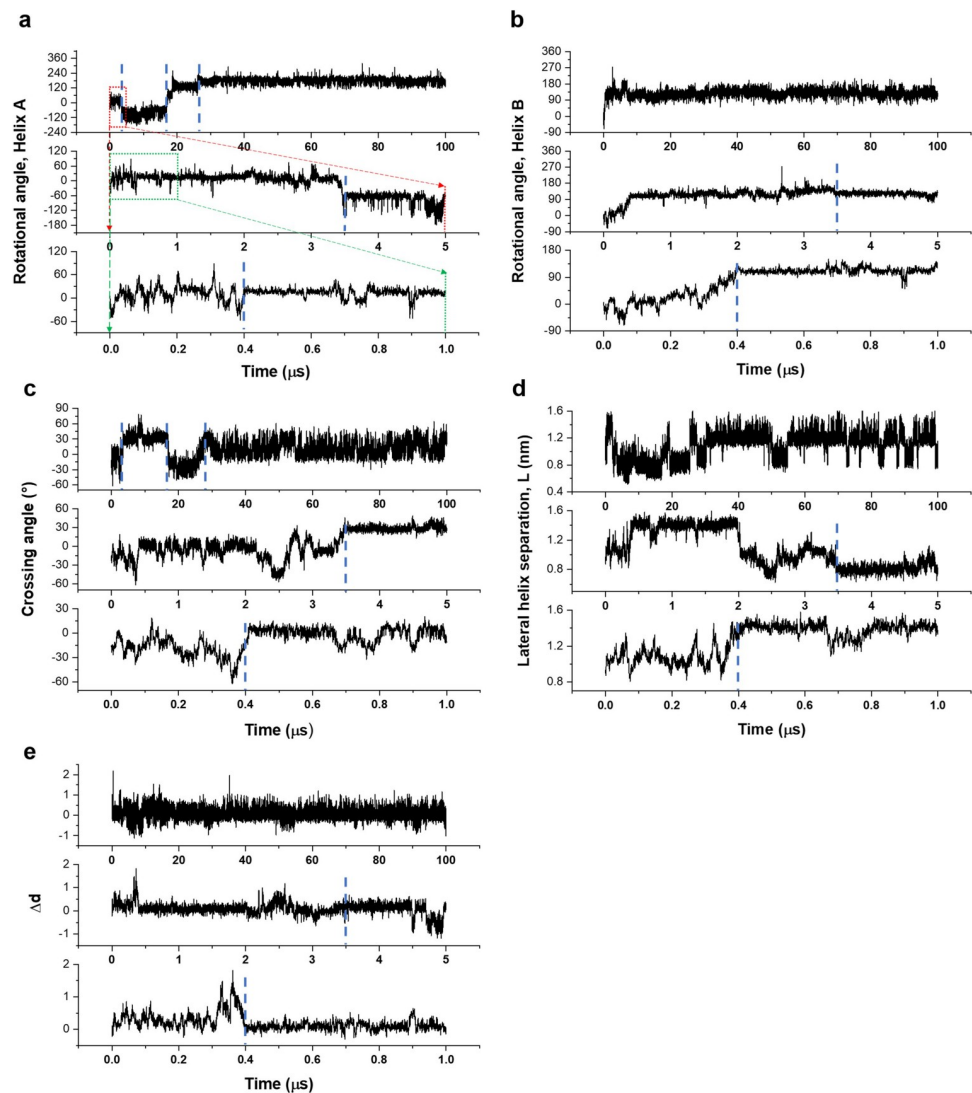 a
Rotational angle, Helix A
360
240
120
0
-120
-240
0 20 40 60 80 100
120
60
0
-60
-120
-180
0 1 2 3 4 5
120
60
0
-60
0.0 0.2 0.4 0.6 0.8 1.0
Time (μs)
b
Rotational angle, Helix B
360
270
180
90
0
-90
0 20 40 60 80 100
360
270
180
90
0
-90
0 1 2 3 4 5
180
90
0
-90
0.0 0.2 0.4 0.6 0.8 1.0
Time (μs)
c
Crossing angle (°)
90
60
30
0
-30
-60
0 20 40 60 80 100
60
30
0
-30
-60
0 1 2 3 4 5
30
0
-30
-60
0.0 0.2 0.4 0.6 0.8 1.0
Time (μs)
d
Lateral helix separation, L (nm)
1.6
1.2
0.8
0.4
0 20 40 60 80 100
1.6
1.2
0.8
0 1 2 3 4 5
1.6
1.2
0.8
0.0 0.2 0.4 0.6 0.8 1.0
Time (μs)
e
Δd
2
1
0
-1
0 20 40 60 80 100
2
1
0
-1
0 1 2 3 4 5
2
1
0
0.0 0.2 0.4 0.6 0.8 1.0
Time (μs)